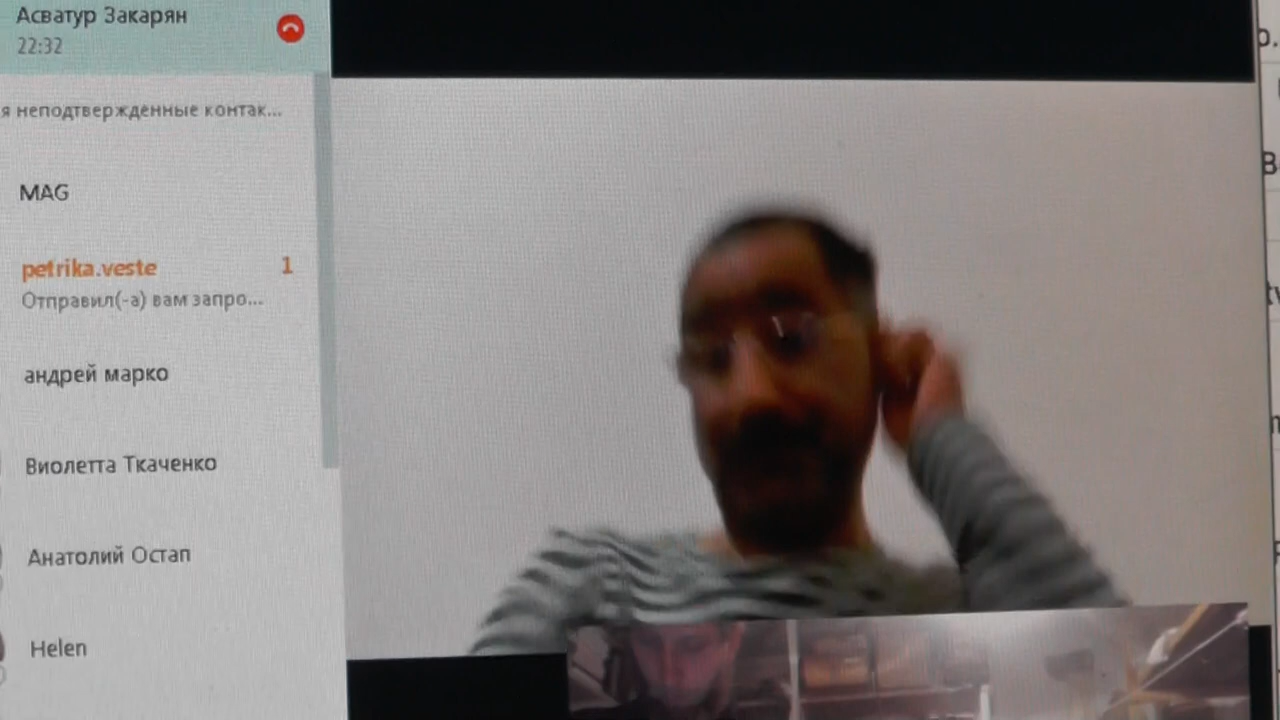 Асватур Закарян
22:32
я неподтвержденные контак...
MAG
petrika.veste 1
Отправил(-а) вам запро...
андрей марко
Виолетта Ткаченко
Анатолий Остап
Helen